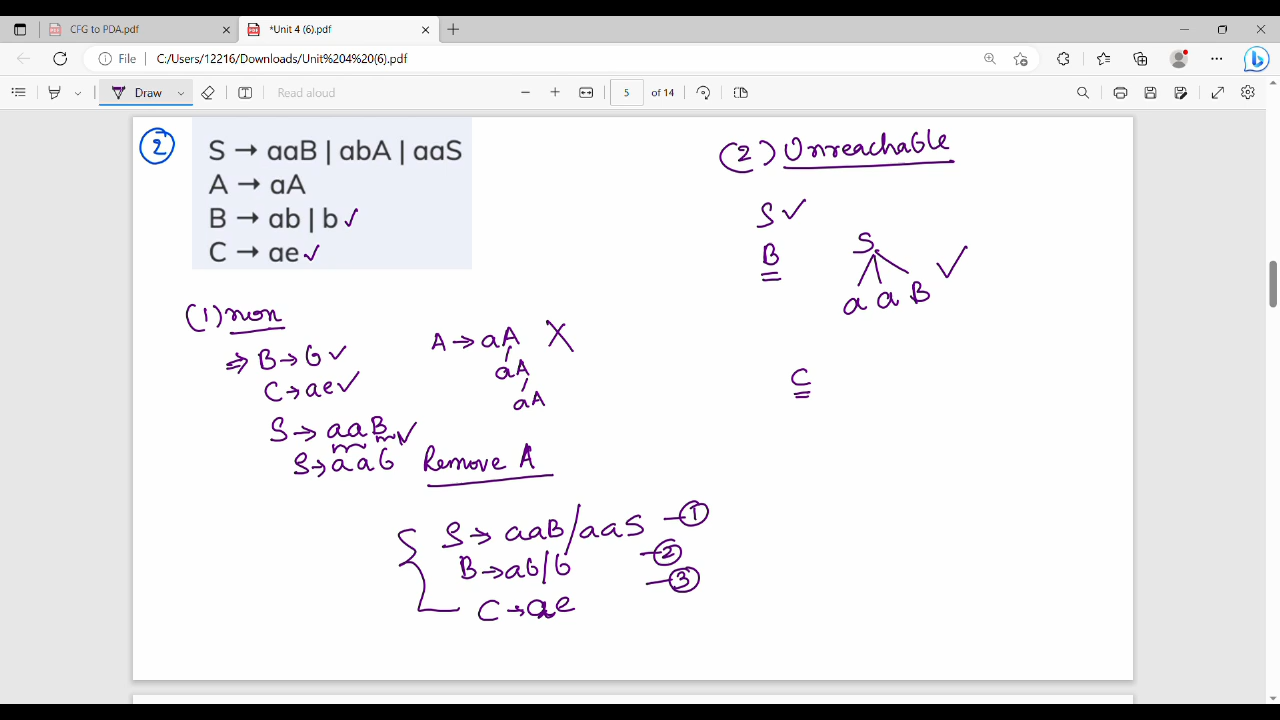 CFG to PDA.pdf
*Unit 4 (6).pdf
File
C:/Users/12216/Downloads/Unit%204%20(6).pdf
Draw
Read aloud
5
of 14
2
S → aaB | abA | aaS
A → aA
B → ab | b ✓
C → ae ✓
(1) non
⇒ B → b ✓
C → ae ✓
S → aaB ✓
S → aab
A → aA X
aA
aA
Remove A
S → aaB / aaS — 1
B → ab / b — 2
C → ae — 3
(2) Unreachable
S ✓
B
S
a a B ✓
C